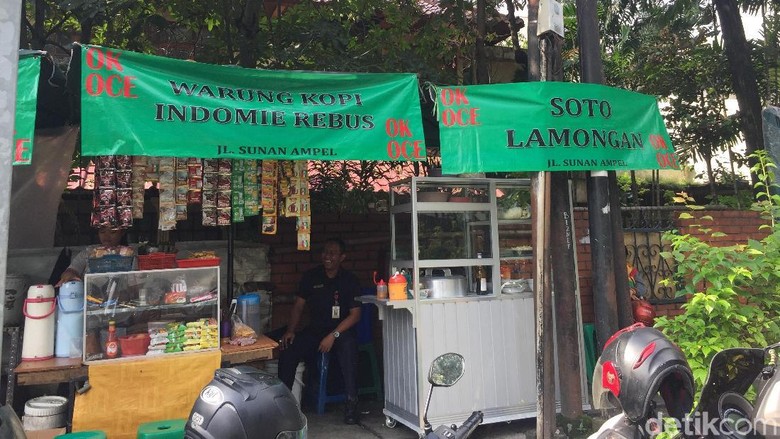 OK
OCE
WARUNG KOPI
INDOMIE REBUS
OK
OCE
JL. SUNAN AMPEL
OK
OCE
SOTO
LAMONGAN
OK
OCE
JL. SUNAN AMPEL
detikcom